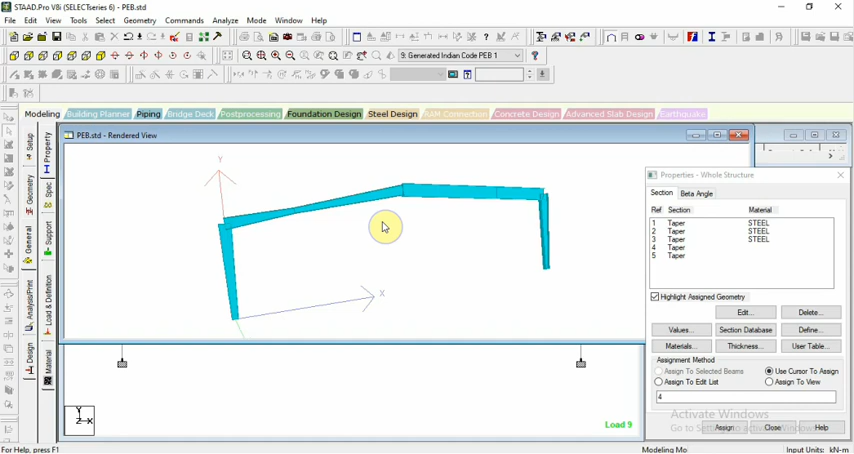 STAAD.Pro V8i (SELECTseries 6) - PEB.std
File Edit View Tools Select Geometry Commands Analyze Mode Window Help
9: Generated Indian Code PEB 1
Modeling Building Planner Piping Bridge Deck Postprocessing Foundation Design Steel Design RAM Connection Concrete Design Advanced Slab Design Earthquake
Setup
Geometry
General
Analysis/Print
Design
Property
Spec
Support
Load & Definition
Material
PEB.std - Rendered View
Y
X
Load 9
Y
Z X
Properties - Whole Structure
Section Beta Angle
Ref Section Material
1 Taper STEEL
2 Taper STEEL
3 Taper STEEL
4 Taper
5 Taper
Highlight Assigned Geometry
Edit... Delete...
Values... Section Database Define...
Materials... Thickness... User Table...
Assignment Method
Assign To Selected Beams Use Cursor To Assign
Assign To Edit List Assign To View
4
Activate Windows
Assign Close Help
For Help, press F1
Modeling Mo
Input Units: kN-m